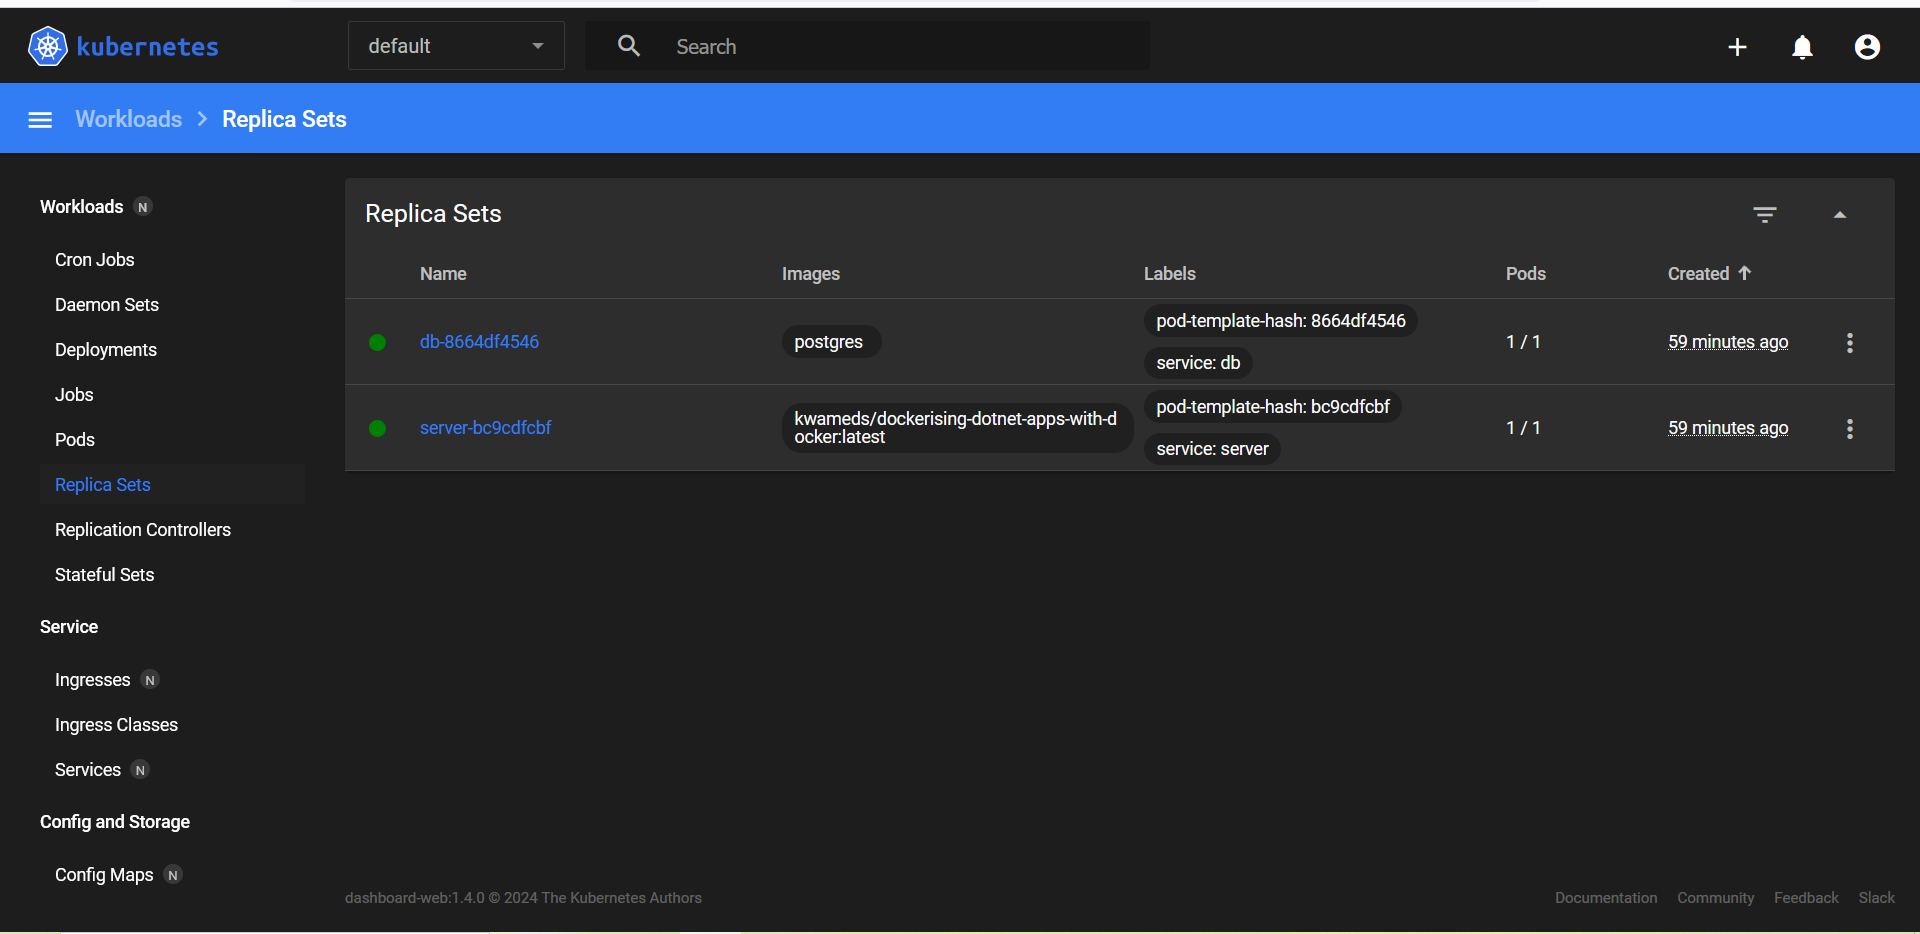 kubernetes
default
Search
Workloads
Replica Sets
Workloads N
Cron Jobs
Daemon Sets
Deployments
Jobs
Pods
Replica Sets
Replication Controllers
Stateful Sets
Service
Ingresses N
Ingress Classes
Services N
Config and Storage
Config Maps N
Replica Sets
Name Images Labels Pods Created
db-8664df4546
postgres
pod-template-hash: 8664df4546
service: db
1 / 1
59 minutes ago
server-bc9cdfcbf
kwameds/dockerising-dotnet-apps-with-d
ocker:latest
pod-template-hash: bc9cdfcbf
service: server
1 / 1
59 minutes ago
dashboard-web:1.4.0 © 2024 The Kubernetes Authors
Documentation Community Feedback Slack